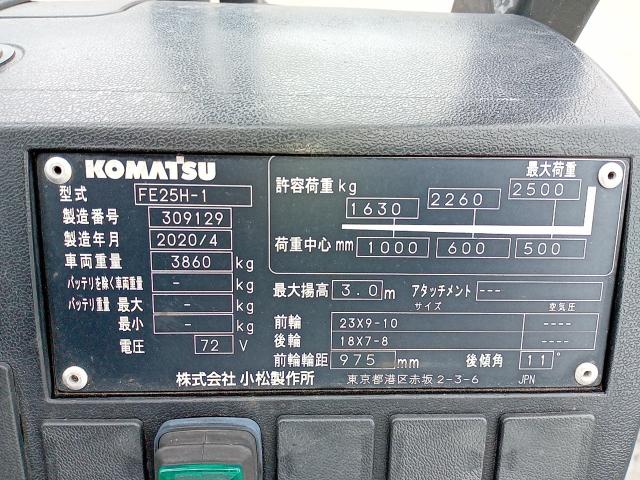 KOMATSU
型式 FE25H-1
製造番号 309129
製造年月 2020/4
車両重量 3860 kg
バッテリを除く車両重量 - kg
バッテリ重量 最大 - kg
最小 - kg
電圧 72 V
最大荷重
許容荷重 kg 1630 2260 2500
荷重中心 mm 1000 600 500
最大揚高 3.0 m アタッチメント ---
サイズ 空気圧
前輪 23X9-10 ----
後輪 18X7-8 ----
前輪輪距 975 mm 後傾角 11°
株式会社 小松製作所 東京都港区赤坂 2-3-6 JPN